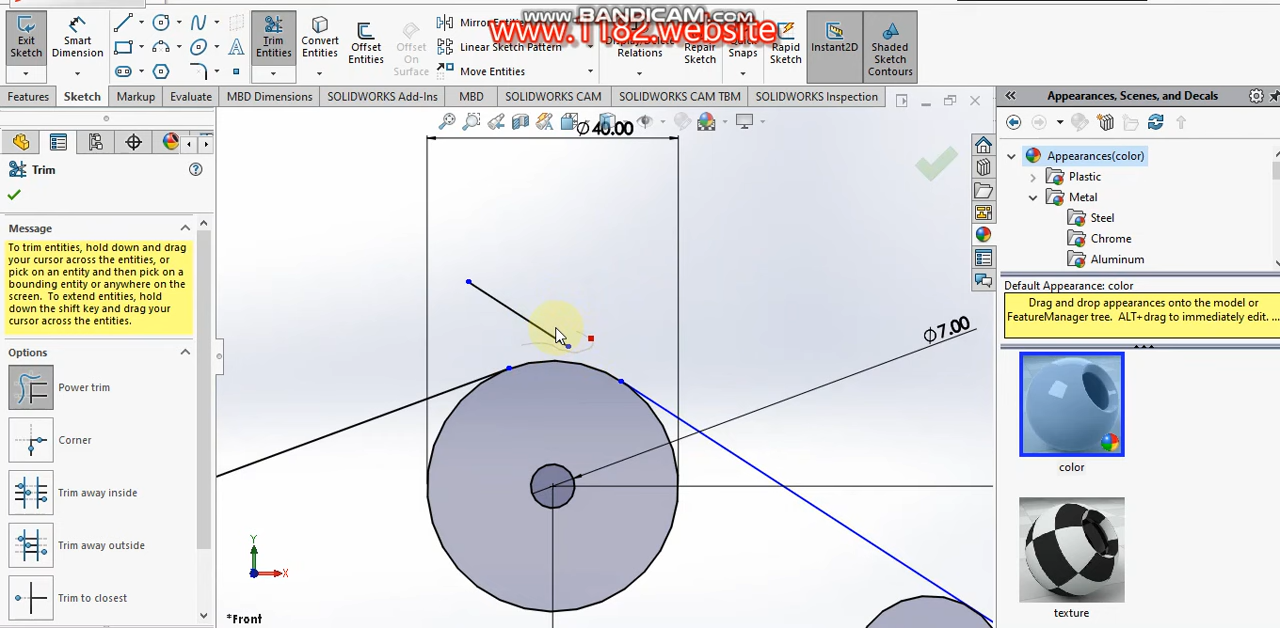 www.BANDICAM.com
www.1182.website
Exit Sketch
Smart Dimension
Trim Entities
Convert Entities
Offset Entities
Offset On Surface
Mirror Entities
Linear Sketch Pattern
Move Entities
Display/Delete Relations
Repair Sketch
Quick Snaps
Rapid Sketch
Instant2D
Shaded Sketch Contours
Features
Sketch
Markup
Evaluate
MBD Dimensions
SOLIDWORKS Add-Ins
MBD
SOLIDWORKS CAM
SOLIDWORKS CAM TBM
SOLIDWORKS Inspection
Trim
Message
To trim entities, hold down and drag
your cursor across the entities, or
pick on an entity and then pick on a
bounding entity or anywhere on the
screen. To extend entities, hold
down the shift key and drag your
cursor across the entities.
Options
Power trim
Corner
Trim away inside
Trim away outside
Trim to closest
Ø40.00
Ø7.00
Y
X
*Front
Appearances, Scenes, and Decals
Appearances(color)
Plastic
Metal
Steel
Chrome
Aluminum
Default Appearance: color
Drag and drop appearances onto the model or
FeatureManager tree. ALT+drag to immediately edit. ...
color
texture